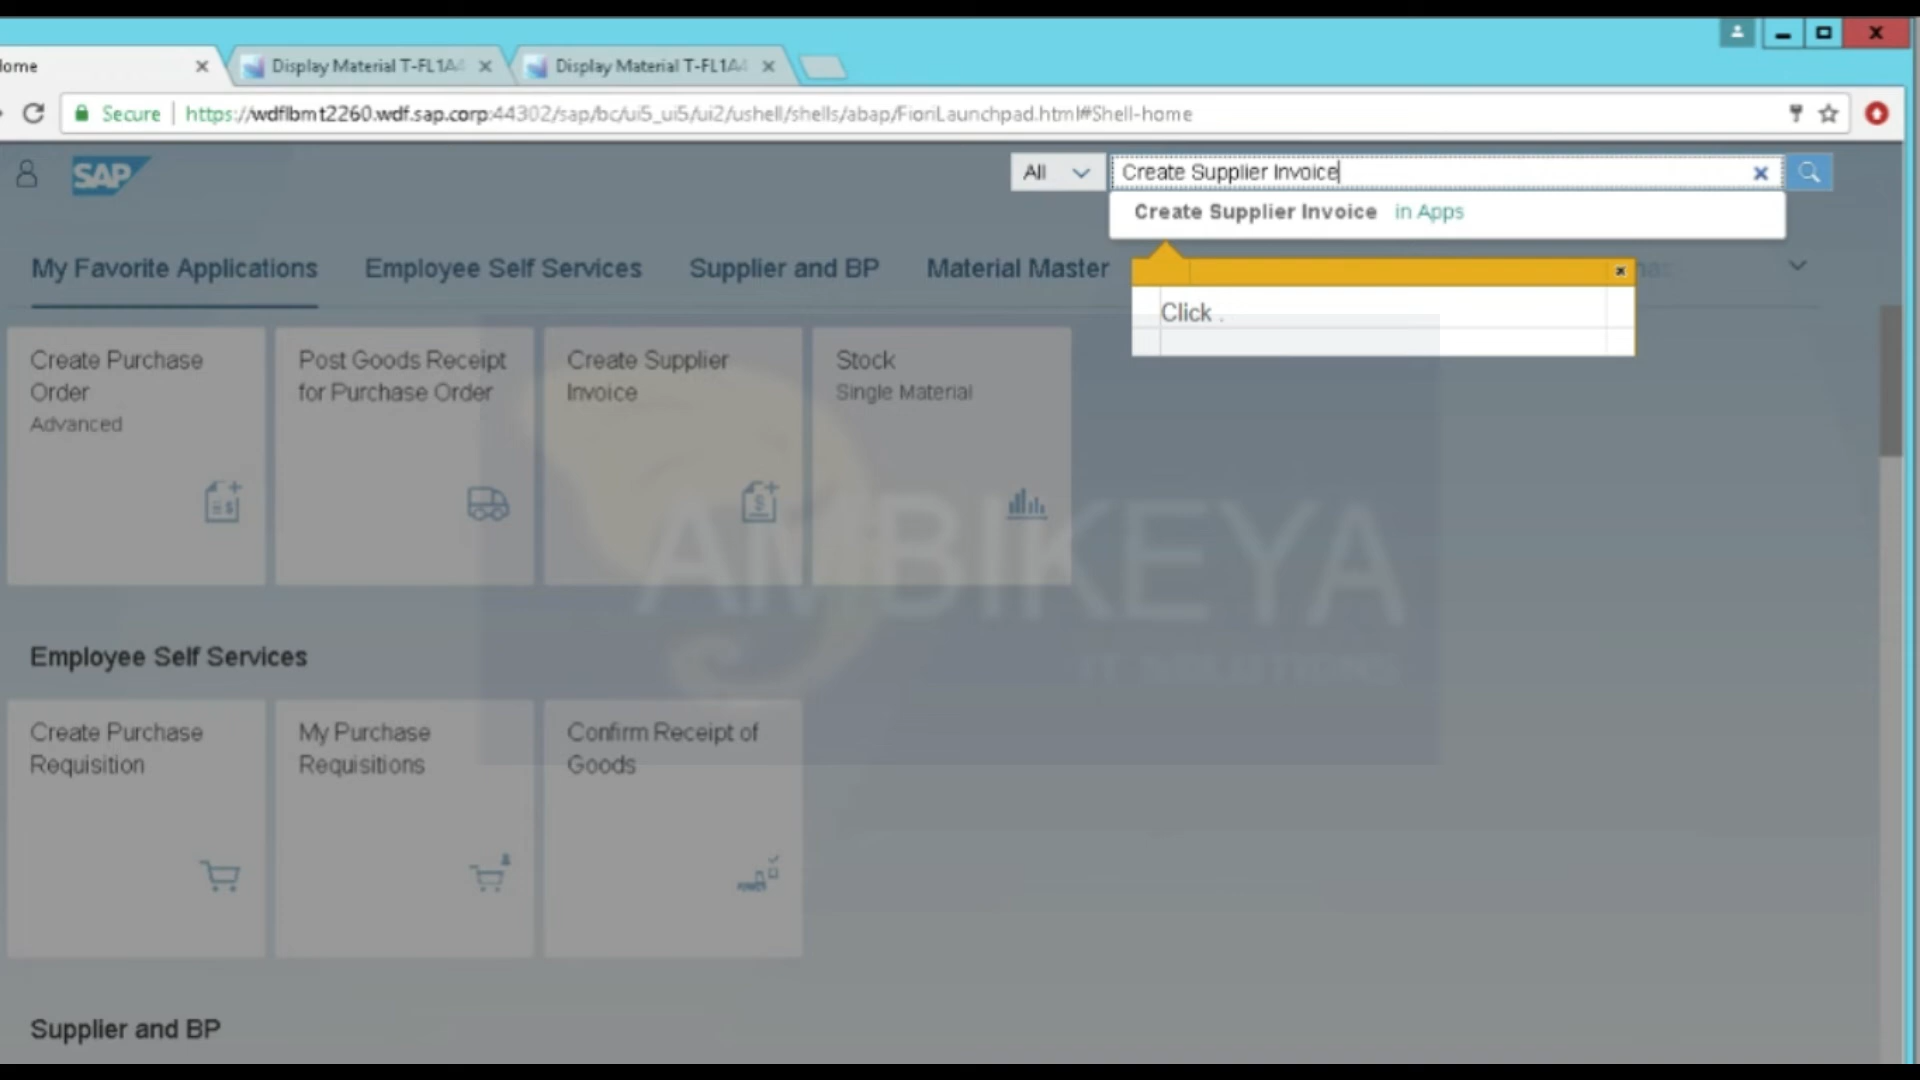 ome
Display Material T-FL1A4
Display Material T-FL1A4
Secure
https://wdflbmt2260.wdf.sap.corp:44302/sap/bc/ui5_ui5/ui2/ushell/shells/abap/FioriLaunchpad.html#Shell-home
SAP
All
Create Supplier Invoice
Create Supplier Invoice in Apps
My Favorite Applications
Employee Self Services
Supplier and BP
Material Master
Click .
Create Purchase
Order
Advanced
Post Goods Receipt
for Purchase Order
Create Supplier
Invoice
Stock
Single Material
AMBIKEYA
IT SOLUTIONS
Employee Self Services
Create Purchase
Requisition
My Purchase
Requisitions
Confirm Receipt of
Goods
Supplier and BP